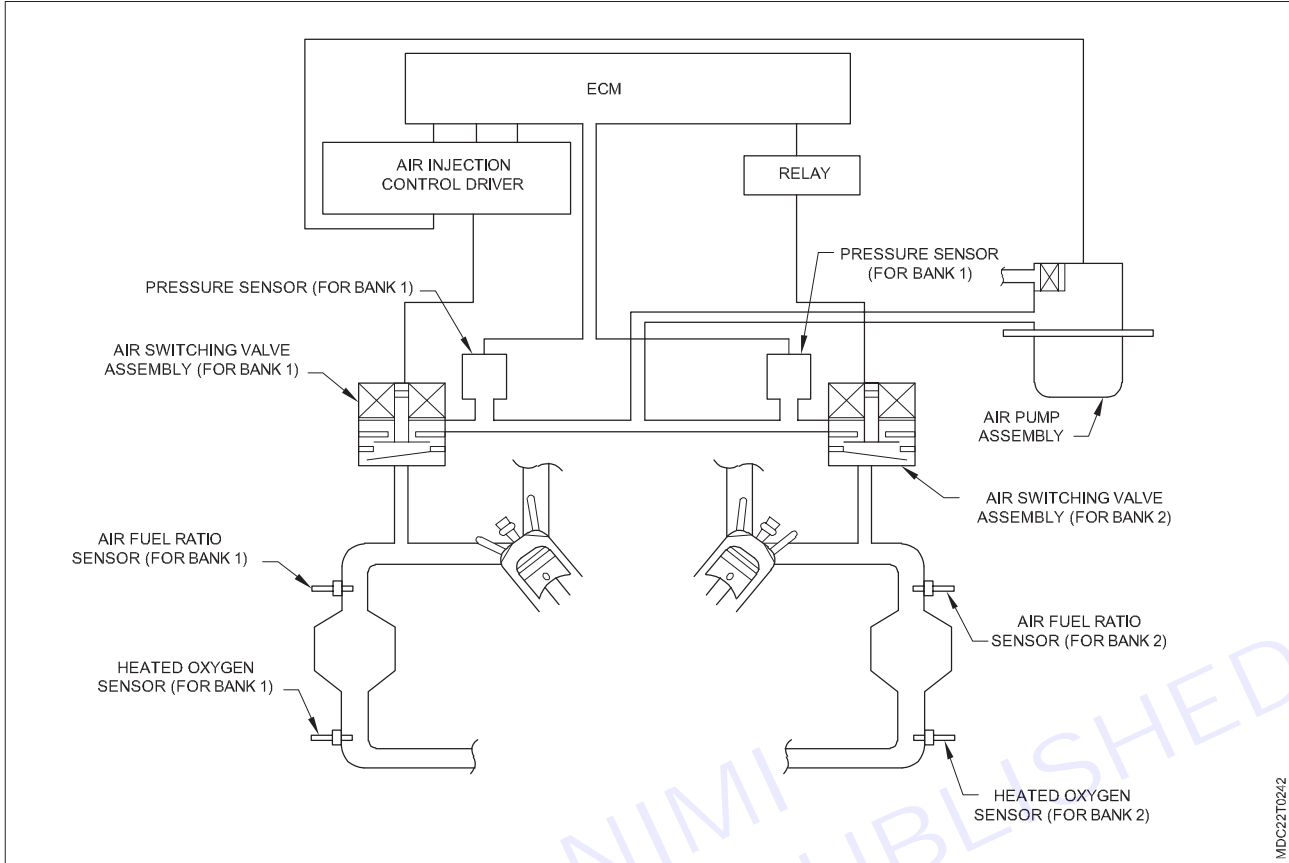 ECM
AIR INJECTION
CONTROL DRIVER
RELAY
PRESSURE SENSOR
(FOR BANK 1)
PRESSURE SENSOR (FOR BANK 1)
AIR SWITCHING VALVE
ASSEMBLY (FOR BANK 1)
AIR PUMP
ASSEMBLY
AIR SWITCHING VALVE
ASSEMBLY (FOR BANK 2)
AIR FUEL RATIO
SENSOR (FOR BANK 1)
AIR FUEL RATIO
SENSOR (FOR BANK 2)
HEATED OXYGEN
SENSOR (FOR BANK 1)
HEATED OXYGEN
SENSOR (FOR BANK 2)
NIMI
UBLISHED
MDC22T0242